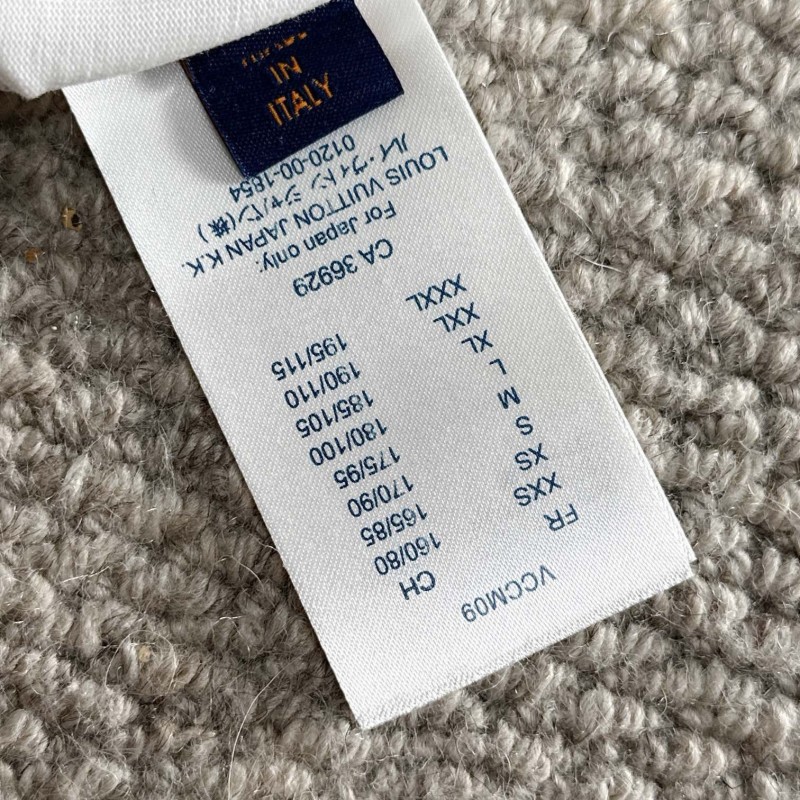 IN
ITALY
VCCM09
FR CH
XXS 160/80
XS 165/85
S 170/90
M 175/95
L 180/100
XL 185/105
XXL 190/110
XXXL 195/115
CA 36929
For Japan only:
LOUIS VUITTON JAPAN K.K.
ルイ・ヴィトン ジャパン(株)
0120-00-1854